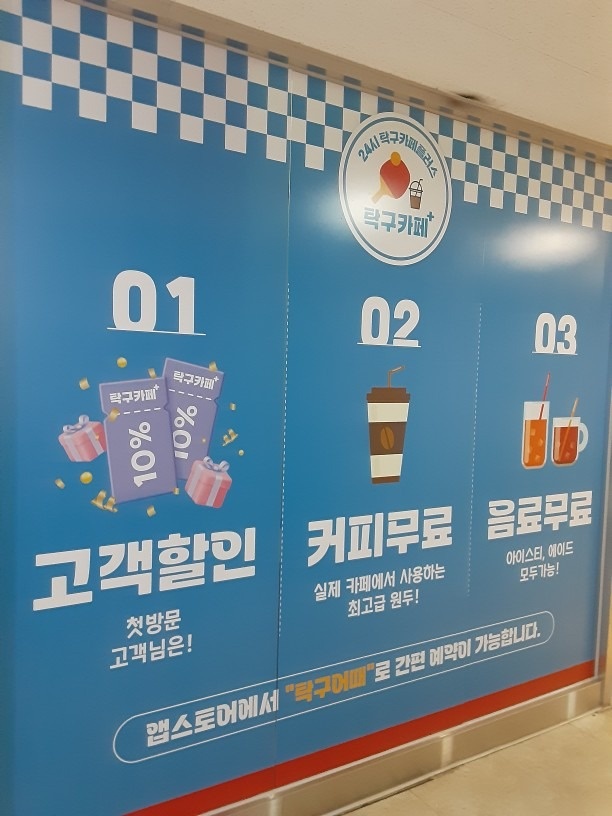 24시 탁구카페플러스
탁구카페+
01
탁구카페+
10%
탁구카페+
10%
고객할인
첫방문
고객님은!
02
커피무료
실제 카페에서 사용하는
최고급 원두!
03
음료무료
아이스티, 에이드
모두가능!
앱스토어에서 "탁구어때"로 간편 예약이 가능합니다.